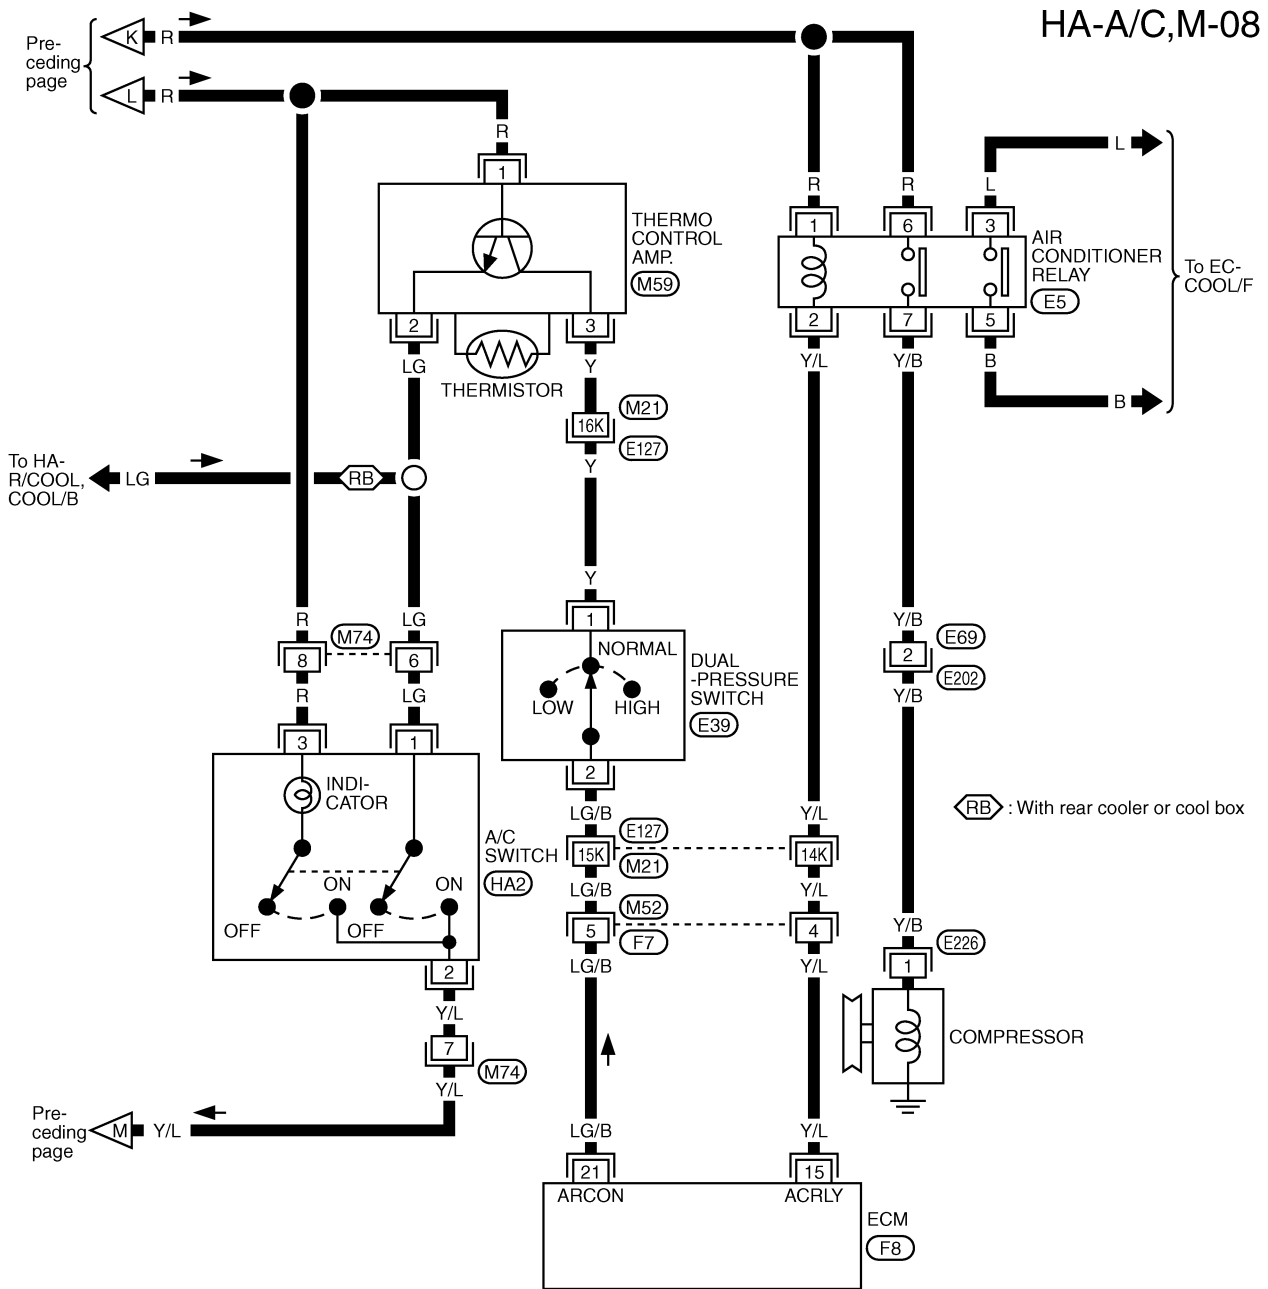 HA-A/C,M-08
Pre-
ceding
page
K R
L R
R
1
THERMO
CONTROL
AMP.
M59
2
3
LG
THERMISTOR
Y
16K
M21
E127
Y
Y
R
R
L
L
1
6
3
AIR
CONDITIONER
RELAY
E5
To EC-
COOL/F
2
7
5
Y/L
Y/B
B
B
To HA-
R/COOL,
COOL/B
LG
RB
R
LG
8
M74
6
R
LG
3
1
INDI-
CATOR
A/C
SWITCH
HA2
ON
ON
OFF
OFF
2
Y/L
7
M74
Y/L
Pre-
ceding
page
M Y/L
1
NORMAL
LOW
HIGH
DUAL
-PRESSURE
SWITCH
E39
2
LG/B
Y/L
E127
15K
14K
M21
LG/B
Y/L
M52
5
4
F7
LG/B
Y/L
LG/B
Y/L
21
15
ARCON
ACRLY
ECM
F8
Y/B
E69
2
E202
Y/B
RB : With rear cooler or cool box
Y/B
E226
1
COMPRESSOR